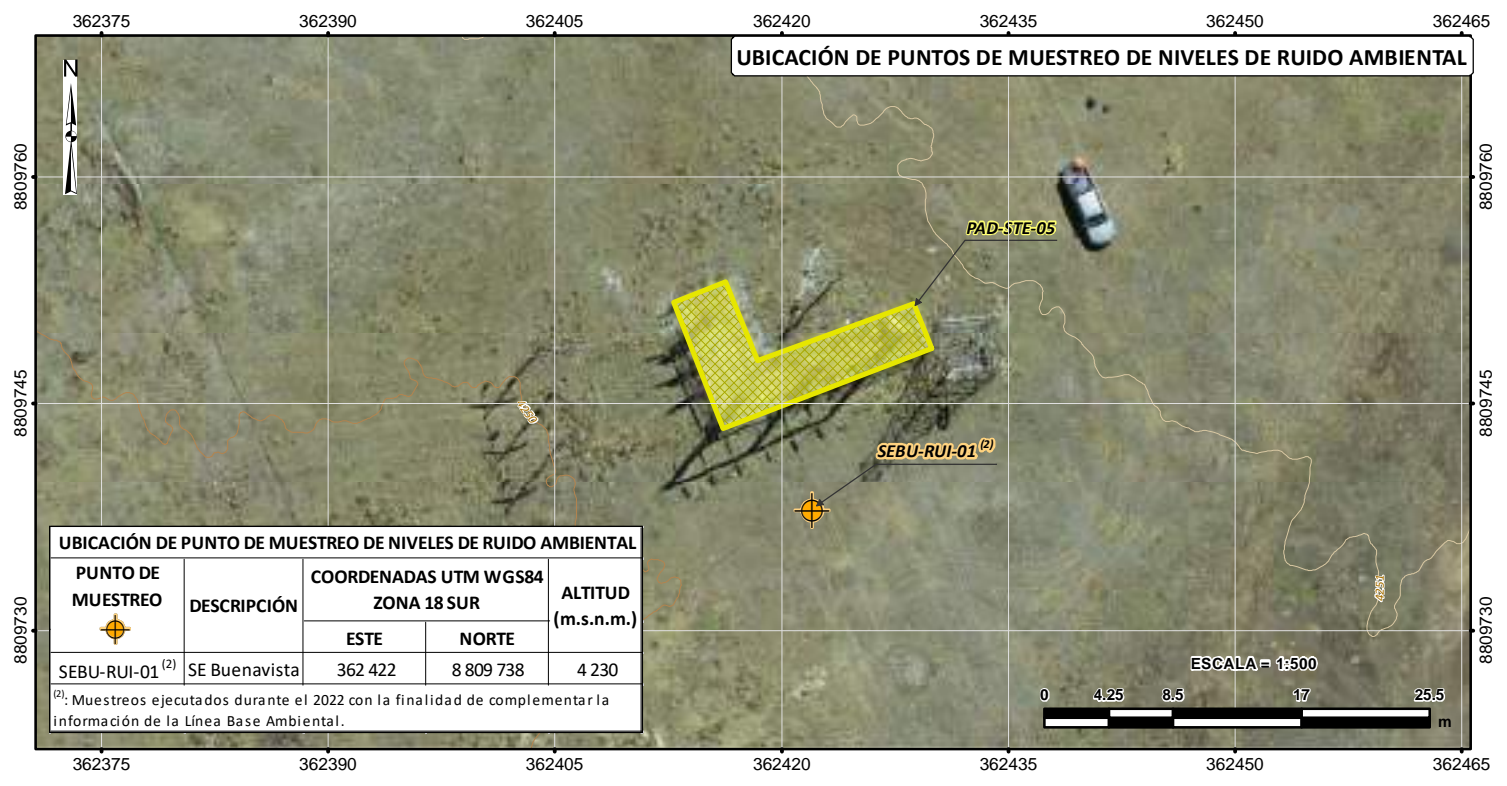 362375 362390 362405 362420 362435 362450 362465
UBICACIÓN DE PUNTOS DE MUESTREO DE NIVELES DE RUIDO AMBIENTAL
N
8809760 8809760
PAD-STE-05
8809745 8809745
4250
SEBU-RUI-01 (2)
UBICACIÓN DE PUNTO DE MUESTREO DE NIVELES DE RUIDO AMBIENTAL
PUNTO DE MUESTREO
DESCRIPCIÓN
COORDENADAS UTM WGS84
ZONA 18 SUR
ALTITUD
(m.s.n.m.)
ESTE NORTE
SEBU-RUI-01 (2) SE Buenavista 362 422 8 809 738 4 230
(2): Muestreos ejecutados durante el 2022 con la finalidad de complementar la
información de la Línea Base Ambiental.
4251
8809730 8809730
ESCALA = 1:500
0 4.25 8.5 17 25.5
m
362375 362390 362405 362420 362435 362450 362465